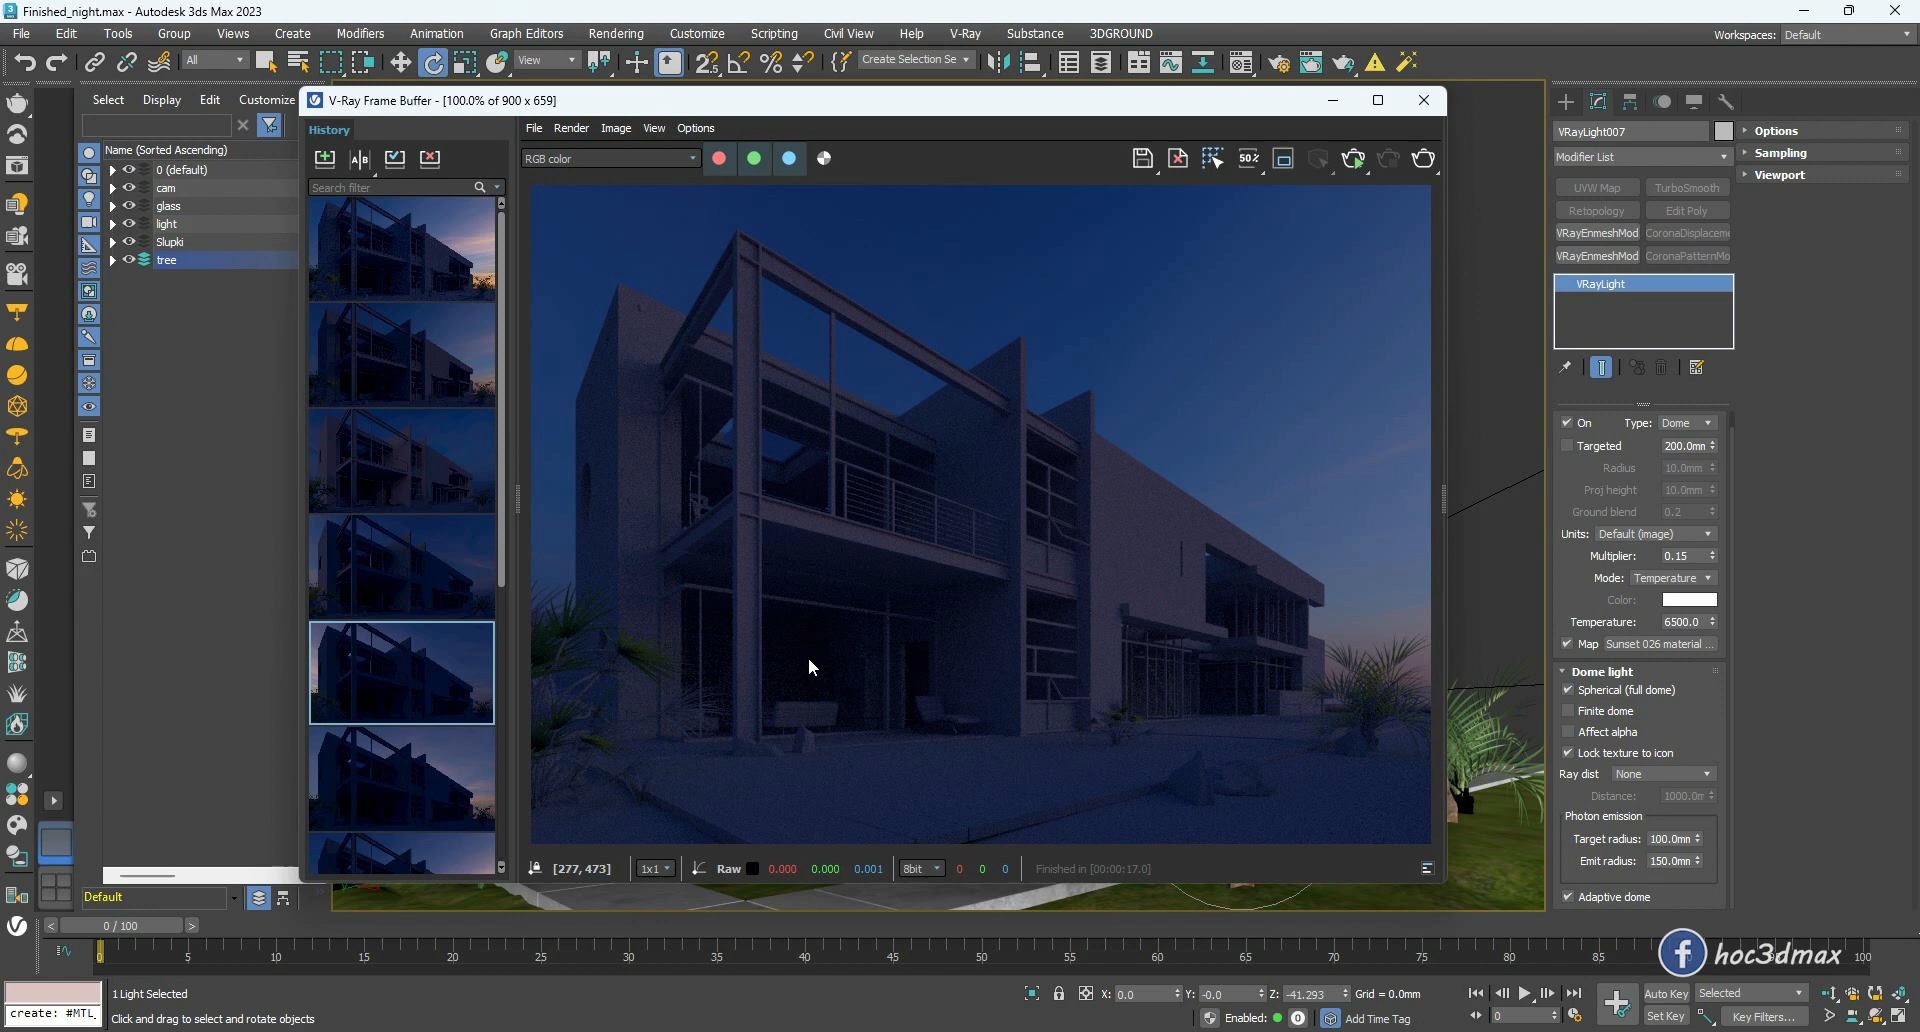 Finished_night.max - Autodesk 3ds Max 2023
File Edit Tools Group Views Create Modifiers Animation Graph Editors Rendering Customize Scripting Civil View Help V-Ray Substance 3DGROUND
Workspaces: Default
All
View
Create Selection Se
Select Display Edit Customize
Name (Sorted Ascending)
0 (default)
cam
glass
light
Slupki
tree
Default
V-Ray Frame Buffer - [100.0% of 900 x 659]
History
File Render Image View Options
A|B
RGB color
50%
Search filter
[277, 473]
1x1
Raw 0.000 0.000 0.001
8bit 0 0 0
Finished in [00:00:17.0]
VRayLight007
Modifier List
UVW Map TurboSmooth
Retopology Edit Poly
VRayEnmeshMod CoronaDisplaceme
VRayEnmeshMod CoronaPatternMo
VRayLight
Options
Sampling
Viewport
On Type: Dome
Targeted 200.0mm
Radius 10.0mm
Proj height 10.0mm
Ground blend 0.2
Units: Default (image)
Multiplier: 0.15
Mode: Temperature
Color:
Temperature: 6500.0
Map Sunset 026 material ...
Dome light
Spherical (full dome)
Finite dome
Affect alpha
Lock texture to icon
Ray dist None
Distance: 1000.0m
Photon emission
Target radius: 100.0mm
Emit radius: 150.0mm
Adaptive dome
< 0 / 100 >
0 5 10 15 20 25 30 35 40 45 50 55 60 65 70 75 80 85 100
hoc3dmax
create: #MTL
1 Light Selected
Click and drag to select and rotate objects
X: 0.0 Y: -0.0 Z: -41.293 Grid = 0.0mm
Enabled: 0 Add Time Tag
0
Auto Key Selected
Set Key Key Filters...